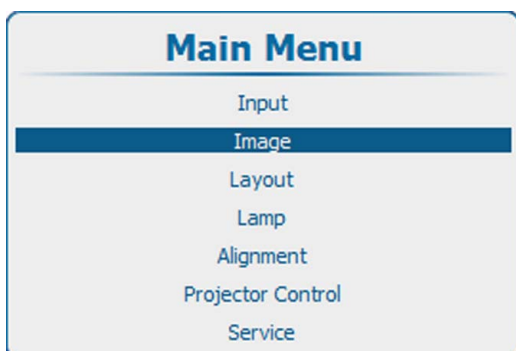 Main Menu
Input
Image
Layout
Lamp
Alignment
Projector Control
Service